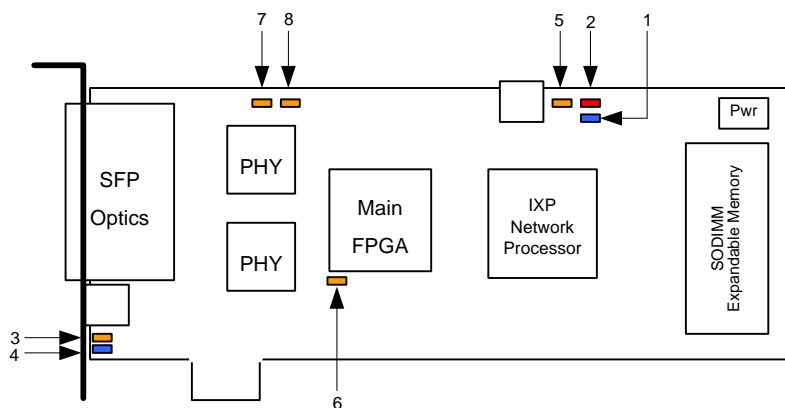 7 8 5 2 1
Pwr
SFP
Optics
PHY
Main
FPGA
IXP
Network
Processor
SODIMM
Expandable Memory
PHY
3
4
6